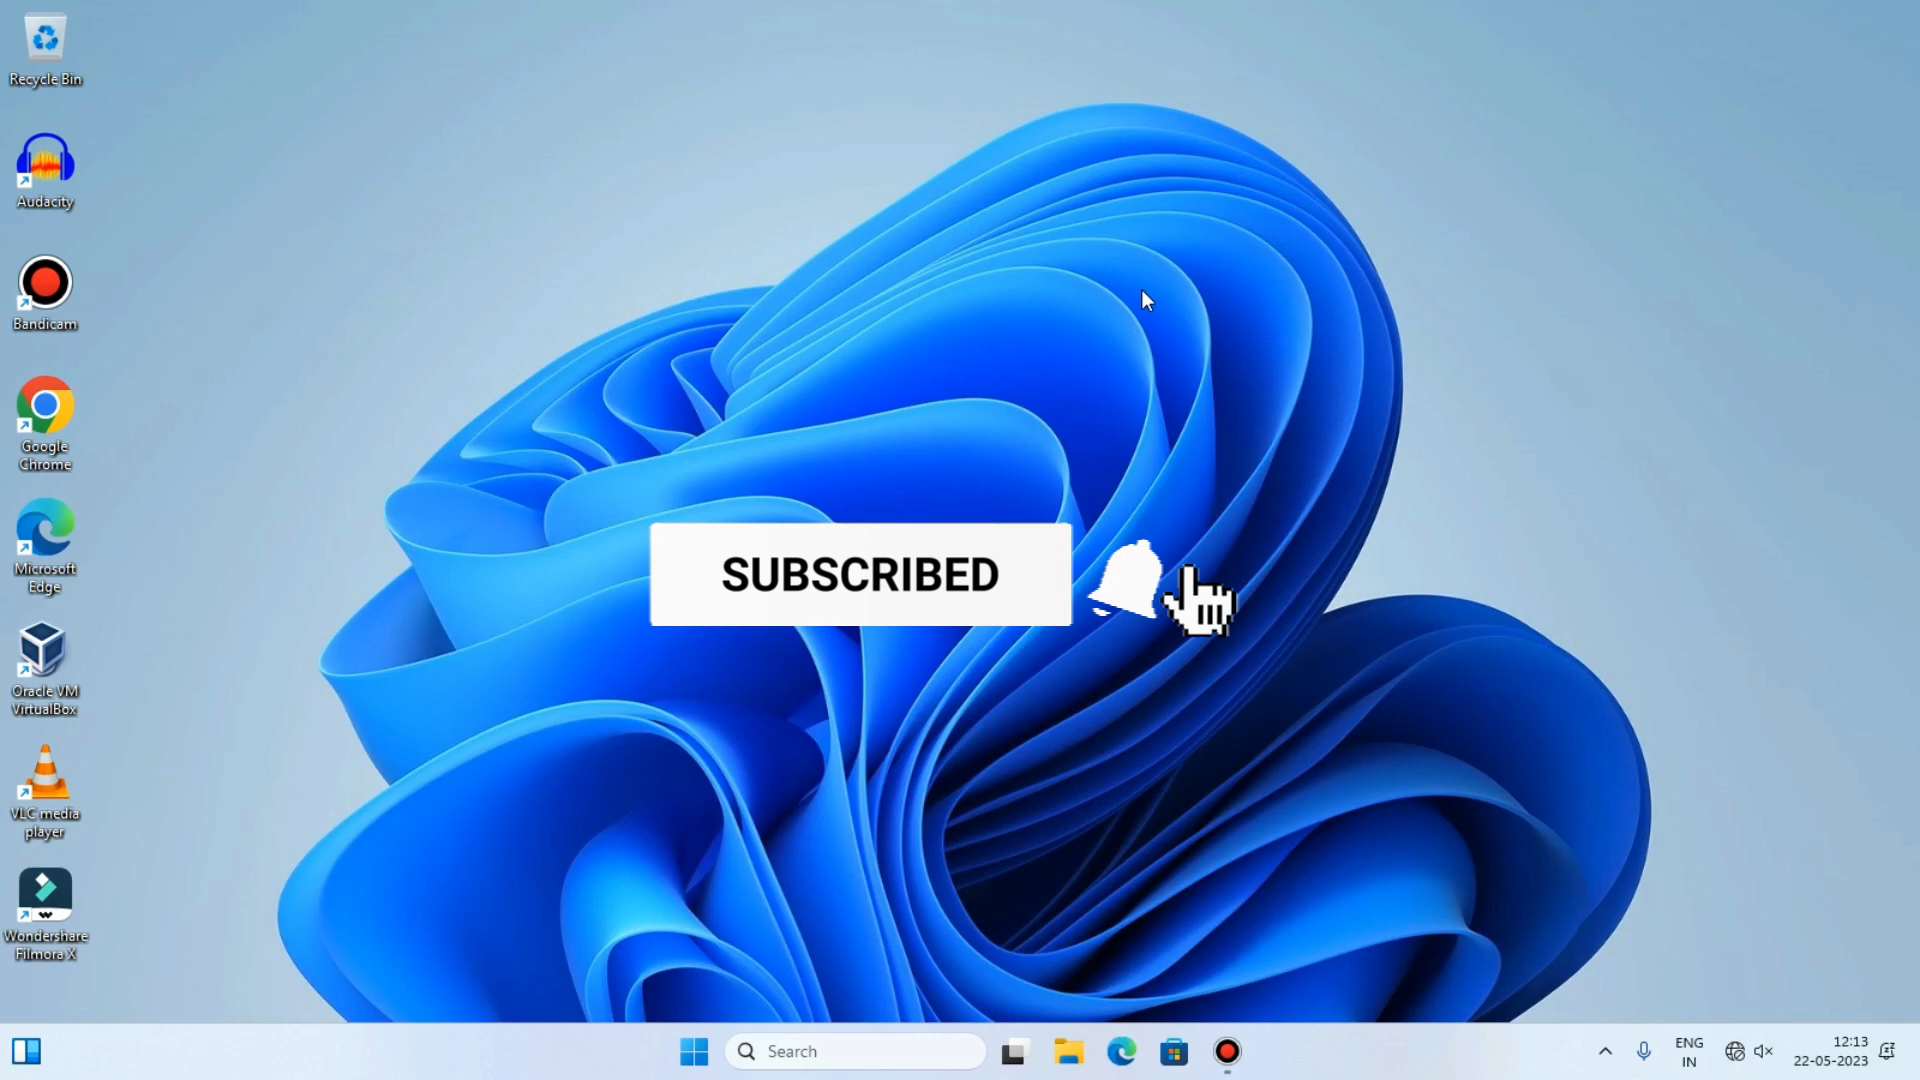 Recycle Bin
Audacity
Bandicam
Google
Chrome
Microsoft
Edge
Oracle VM
VirtualBox
VLC media
player
Wondershare
Filmora X
SUBSCRIBED
Search
ENG
IN
12:13
22-05-2023